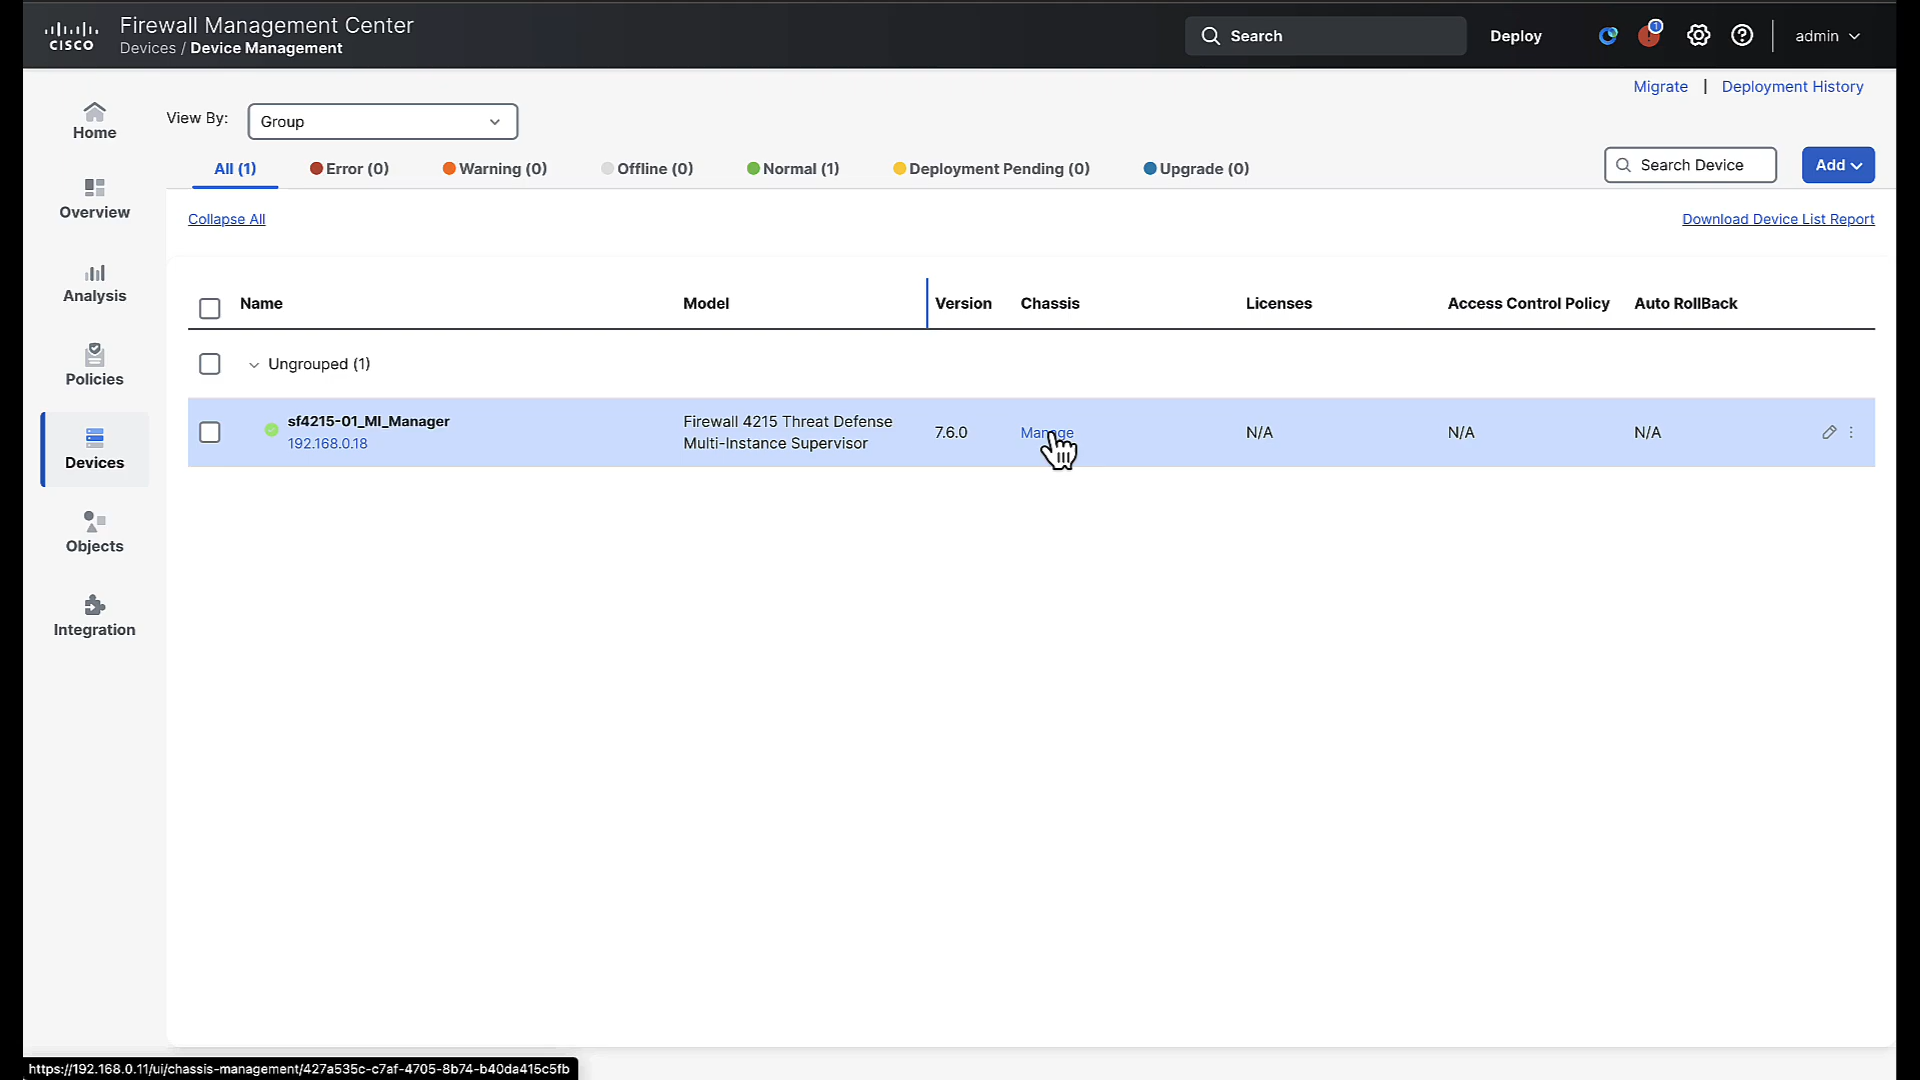 CISCO
Firewall Management Center
Devices / Device Management
Search
Deploy
1
admin
Migrate | Deployment History
Home
Overview
Analysis
Policies
Devices
Objects
Integration
View By:
Group
All (1)
Error (0)
Warning (0)
Offline (0)
Normal (1)
Deployment Pending (0)
Upgrade (0)
Search Device
Add
Collapse All
Download Device List Report
Name
Model
Version
Chassis
Licenses
Access Control Policy
Auto RollBack
Ungrouped (1)
sf4215-01_MI_Manager
192.168.0.18
Firewall 4215 Threat Defense
Multi-Instance Supervisor
7.6.0
Manage
N/A
N/A
N/A
https://192.168.0.11/ui/chassis-management/427a535c-c7af-4705-8b74-b40da415c5fb